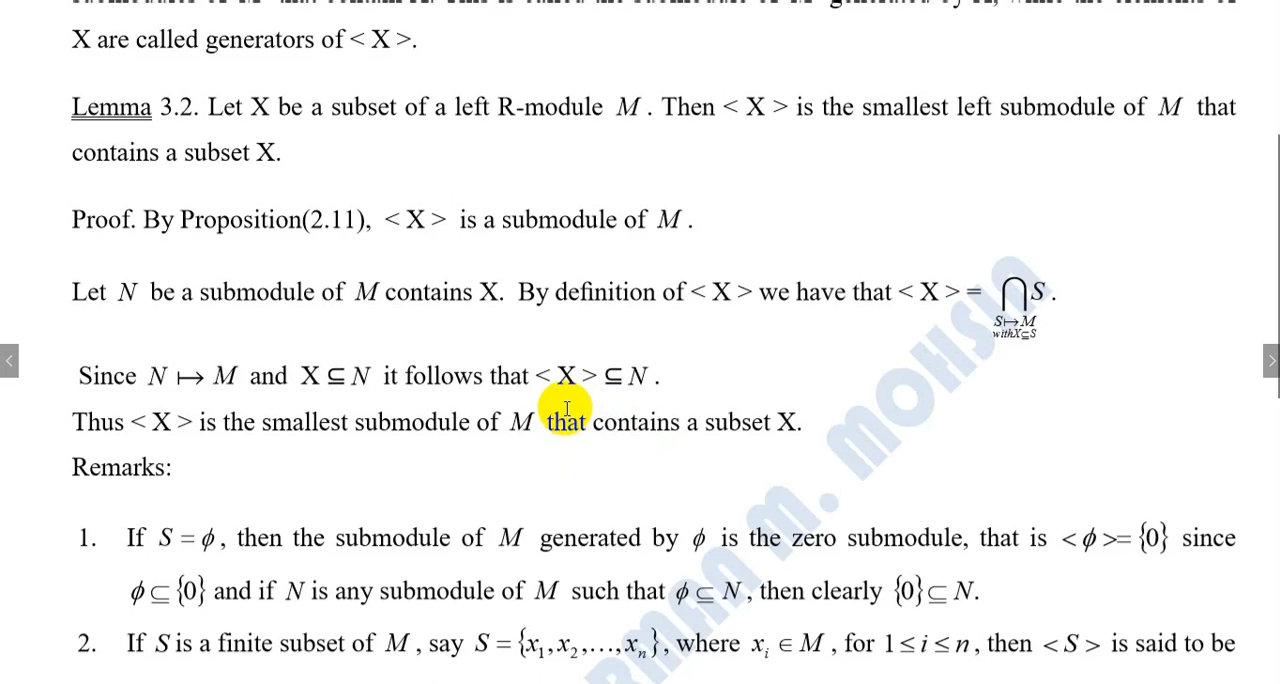 X are called generators of < X >.
Lemma 3.2. Let X be a subset of a left R-module M . Then < X > is the smallest left submodule of M that
contains a subset X.
Proof. By Proposition(2.11), < X > is a submodule of M .
Let N be a submodule of M contains X. By definition of < X > we have that < X > = ⋂ S .
S↦M
withX⊆S
Since N ↦ M and X ⊆ N it follows that < X > ⊆ N .
Thus < X > is the smallest submodule of M that contains a subset X.
Remarks:
1. If S = ϕ , then the submodule of M generated by ϕ is the zero submodule, that is < ϕ >= {0} since
ϕ ⊆ {0} and if N is any submodule of M such that ϕ ⊆ N , then clearly {0} ⊆ N.
2. If S is a finite subset of M , say S = {x₁, x₂,…, xₙ}, where xᵢ ∈ M , for 1 ≤ i ≤ n , then < S > is said to be
M. MOHSIN